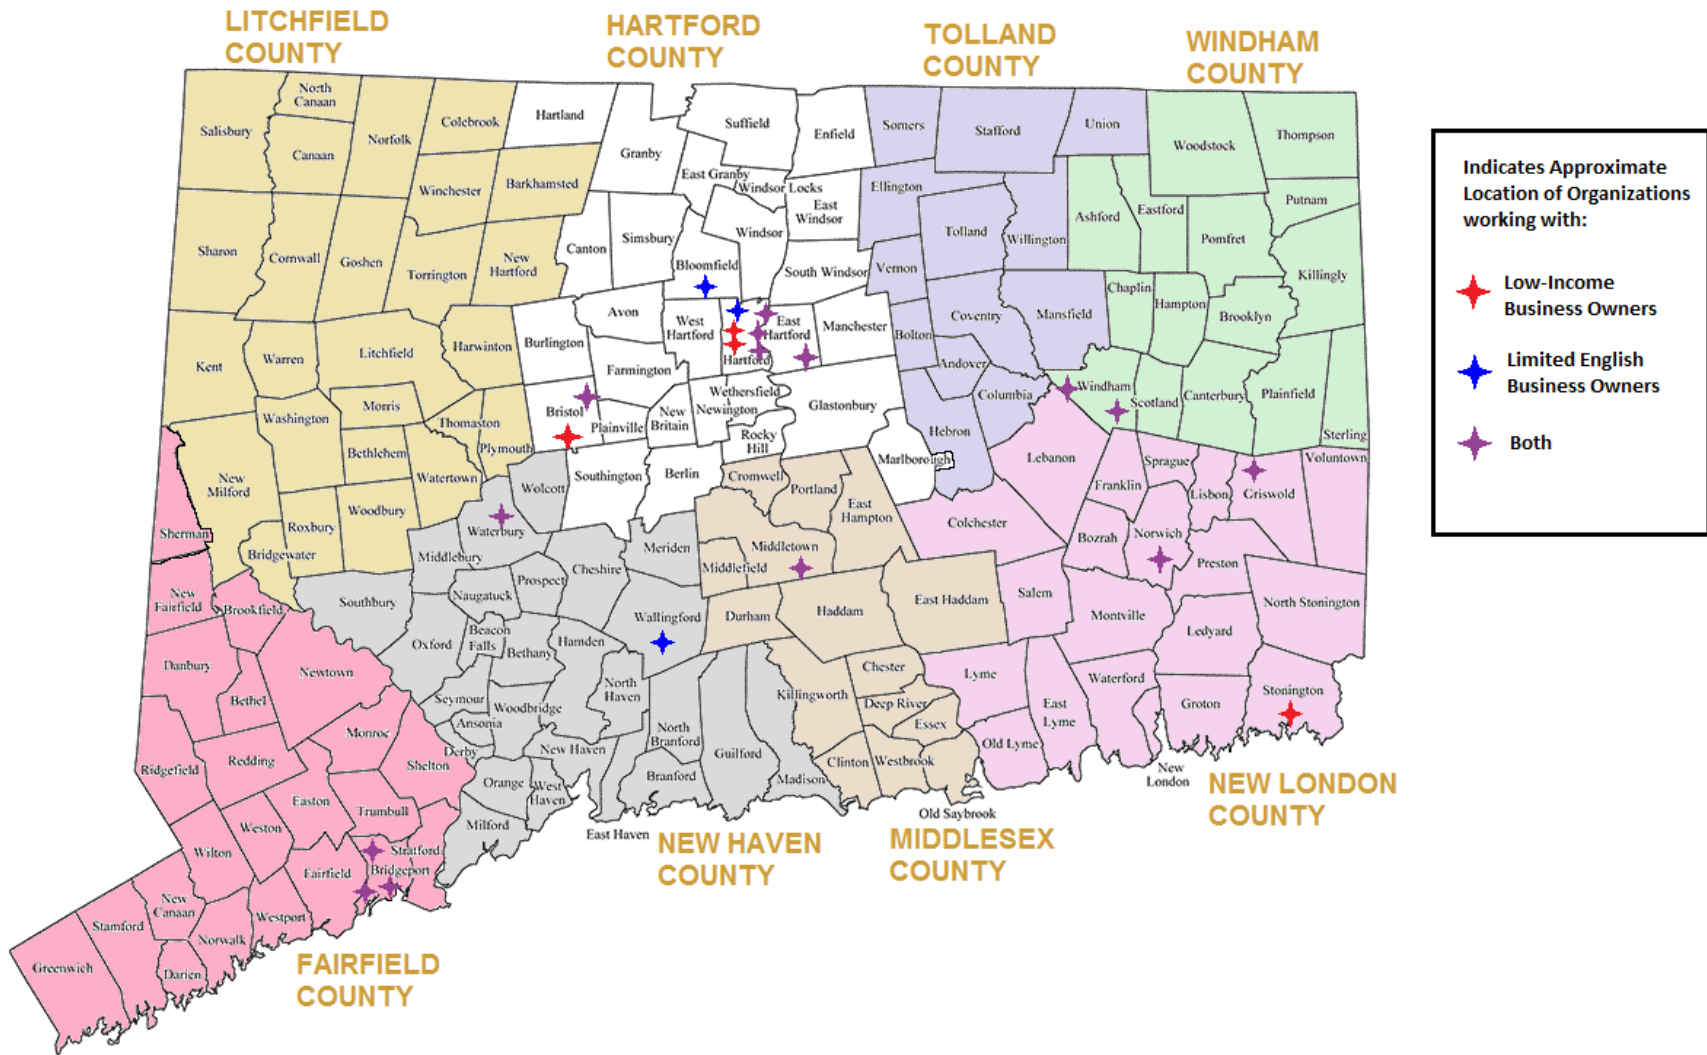 LITCHFIELD
COUNTY
HARTFORD
COUNTY
TOLLAND
COUNTY
WINDHAM
COUNTY
North
Canaan
Salisbury
Canaan
Norfolk
Colebrook
Hartland
Granby
Suffield
Enfield
Somers
Stafford
Union
Woodstock
Thompson
Winchester
Barkhamsted
East Granby
Windsor Locks
East
Windsor
Ellington
Ashford
Eastford
Putnam
Pomfret
Sharon
Cornwall
Goshen
Torrington
New
Hartford
Canton
Simsbury
Windsor
Bloomfield
South Windsor
Vernon
Tolland
Willington
Killingly
Chaplin
Hampton
Brooklyn
Kent
Warren
Litchfield
Harwinton
Burlington
Avon
West
Hartford
Hartford
East
Hartford
Manchester
Bolton
Coventry
Mansfield
Andover
Farmington
Washington
Morris
Thomaston
Plymouth
Bristol
Plainville
New
Britain
Newington
Wethersfield
Rocky
Hill
Glastonbury
Columbia
Windham
Scotland
Canterbury
Plainfield
Sterling
Hebron
Marlborough
Bethlehem
Watertown
New
Milford
Roxbury
Woodbury
Bridgewater
Wolcott
Southington
Berlin
Cromwell
Portland
East
Hampton
Lebanon
Franklin
Sprague
Lisbon
Griswold
Voluntown
Sherman
Waterbury
Middlebury
Meriden
Cheshire
Prospect
Naugatuck
Middletown
Middlefield
Colchester
Bozrah
Norwich
Preston
New
Fairfield
Brookfield
Southbury
Oxford
Beacon
Falls
Bethany
Hamden
Wallingford
Durham
Haddam
East Haddam
Salem
Montville
Ledyard
North Stonington
Danbury
Bethel
Newtown
Seymour
Woodbridge
North
Haven
Killingworth
Chester
Deep River
Essex
Lyme
East
Lyme
Waterford
Groton
Stonington
Ridgefield
Redding
Monroe
Shelton
Ansonia
Derby
New Haven
North
Branford
Guilford
Madison
Clinton
Westbrook
Old Lyme
New
London
Easton
Trumbull
Orange
West
Haven
Branford
Milford
East Haven
Old Saybrook
Weston
Wilton
Fairfield
Stratford
Bridgeport
New
Canaan
Stamford
Norwalk
Westport
Darien
Greenwich
NEW HAVEN
COUNTY
MIDDLESEX
COUNTY
NEW LONDON
COUNTY
FAIRFIELD
COUNTY
Indicates Approximate
Location of Organizations
working with:
Low-Income
Business Owners
Limited English
Business Owners
Both